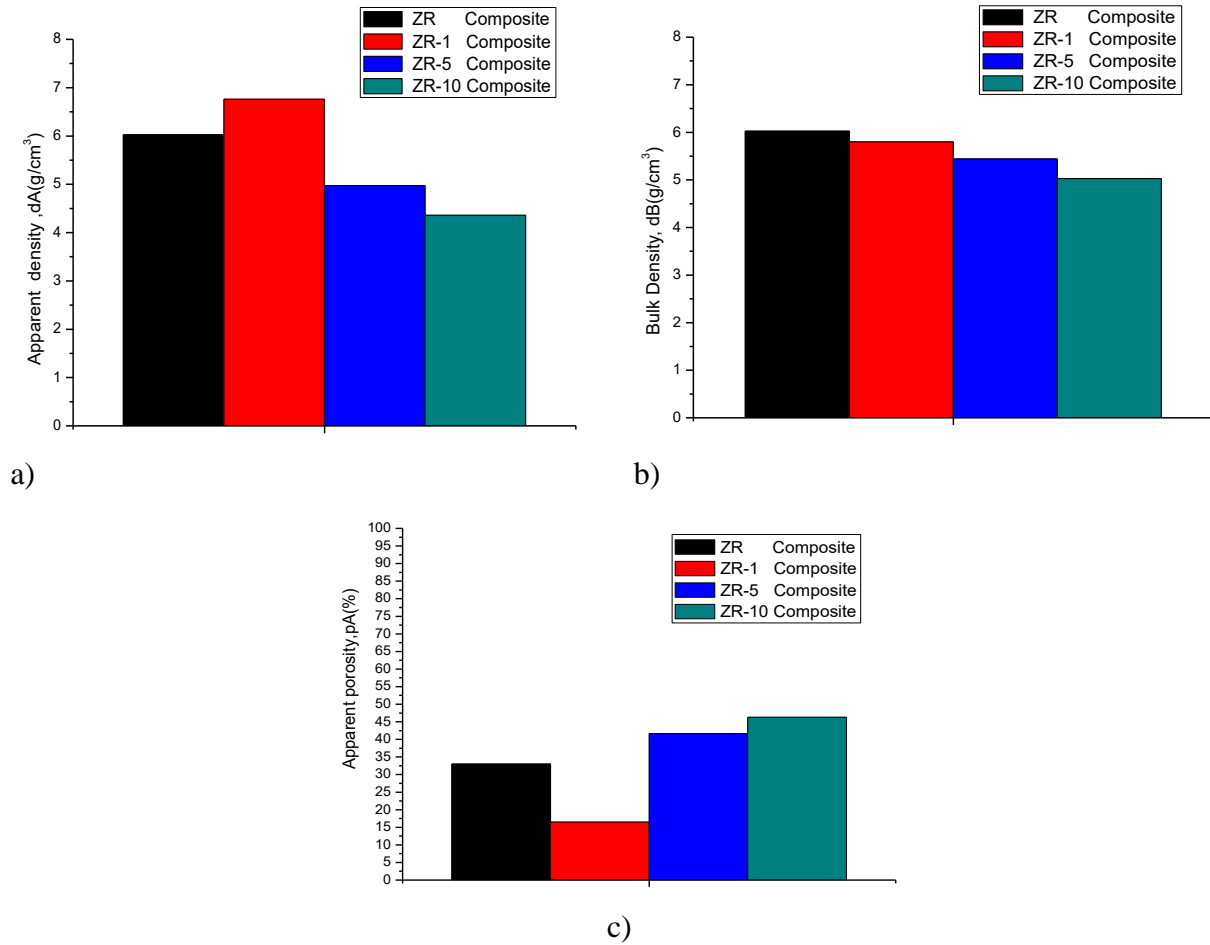 ZR Composite
ZR-1 Composite
ZR-5 Composite
ZR-10 Composite
8
7
6
5
4
3
2
1
0
Apparent density ,dA(g/cm³)
a)
ZR Composite
ZR-1 Composite
ZR-5 Composite
ZR-10 Composite
8
7
6
5
4
3
2
1
0
Bulk Density, dB(g/cm³)
b)
ZR Composite
ZR-1 Composite
ZR-5 Composite
ZR-10 Composite
100
95
90
85
80
75
70
65
60
55
50
45
40
35
30
25
20
15
10
5
0
Apparent porosity,pA(%)
c)